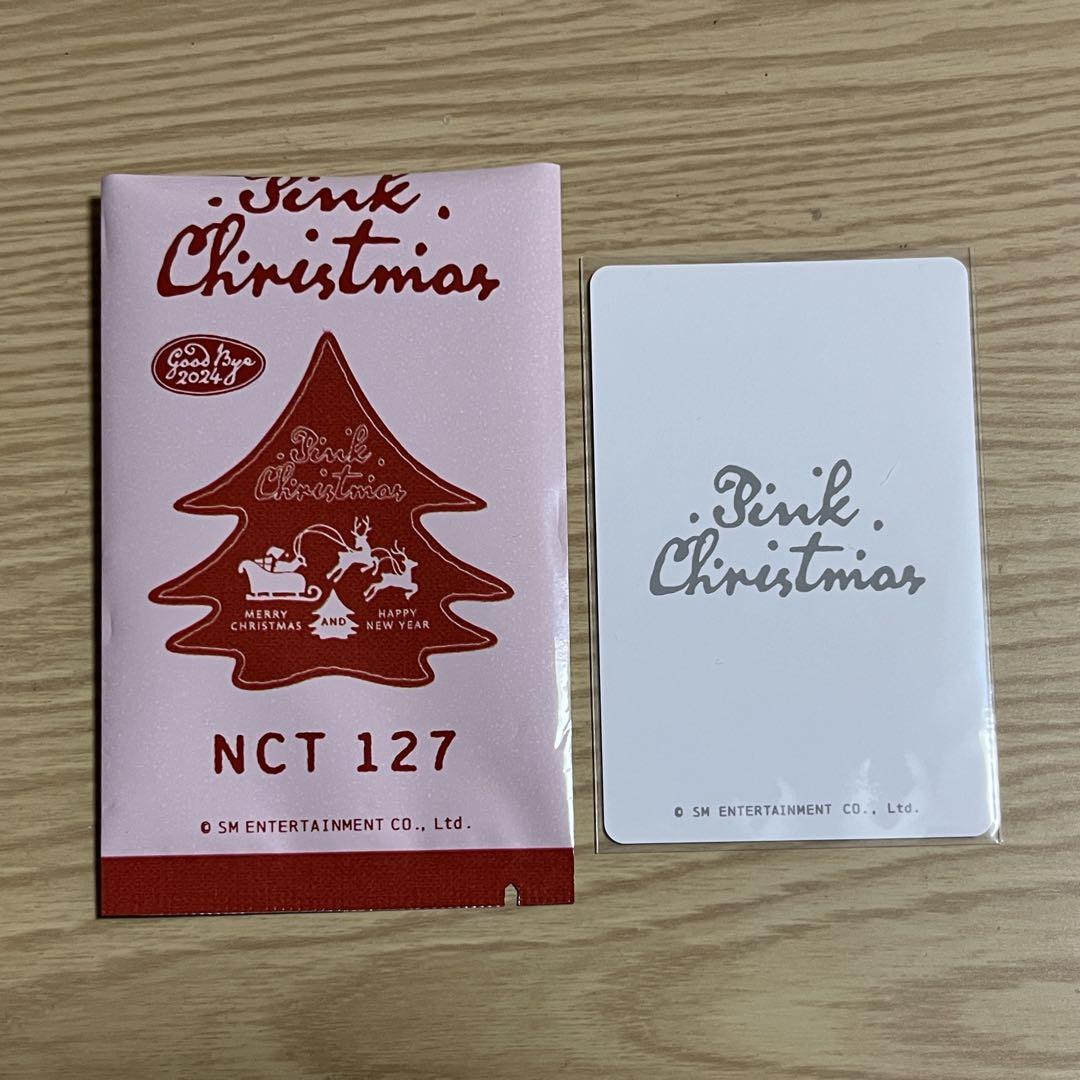 . Pink .
Christmas
Good Bye
2024
. Pink .
Christmas
MERRY
CHRISTMAS
AND
HAPPY
NEW YEAR
NCT 127
© SM ENTERTAINMENT CO., Ltd.
. Pink .
Christmas
© SM ENTERTAINMENT CO., Ltd.